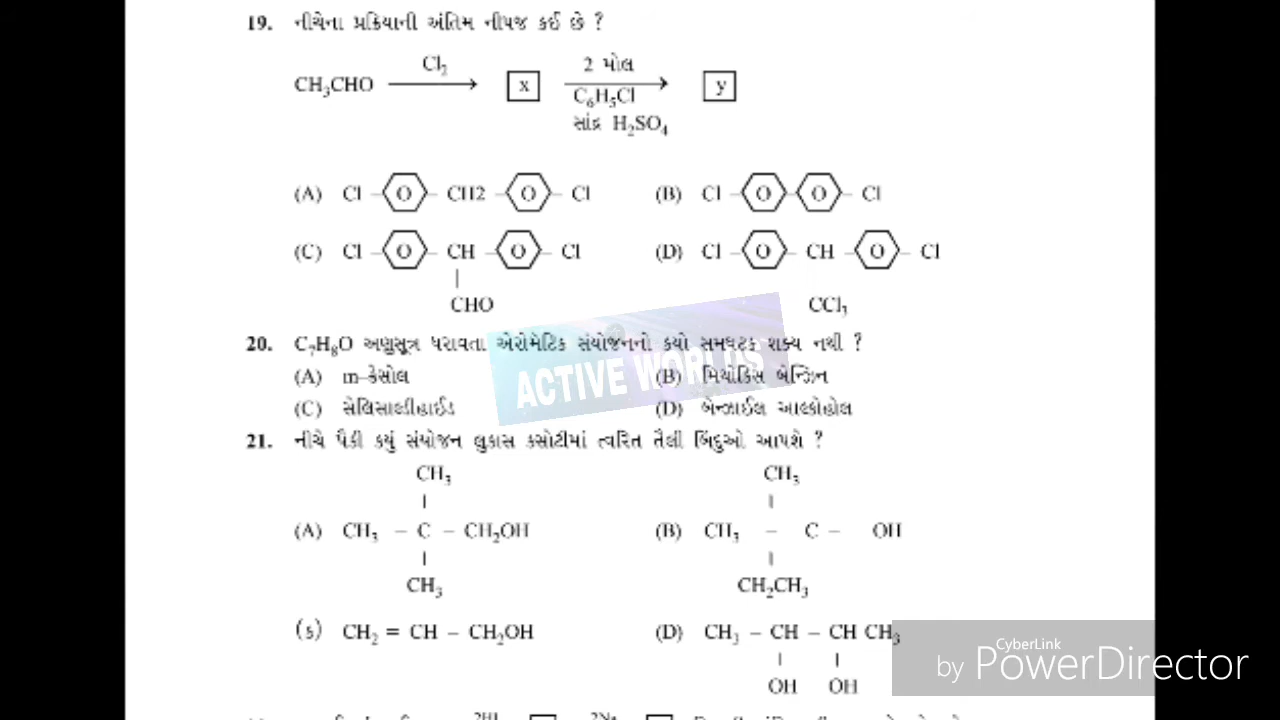 19. નીચેના પ્રક્રિયાની અંતિમ નીપજ કઈ છે ?
CH₃CHO Cl₂ x 2 મોલ C₆H₅Cl સાંદ્ર H₂SO₄ y
(A) Cl – O – CH2 – O – Cl (B) Cl – O – O – Cl
(C) Cl – O – CH – O – Cl (D) Cl – O – CH – O – Cl
CHO CCl₃
20. C₇H₈O અણુસૂત્ર ધરાવતા એરોમેટિક સંયોજનનો કયો સમઘટક શક્ય નથી ?
(A) m–કેસોલ (B) મિથોક્સિ બેન્ઝિન
(C) સેલિસાલ્ડીહાઈડ (D) બેન્ઝાઈલ આલ્કોહોલ
ACTIVE WORLDS
21. નીચે પૈકી કયું સંયોજન લુકાસ કસોટીમાં ત્વરિત તૈલી બિંદુઓ આપશે ?
CH₃ CH₃
(A) CH₃ – C – CH₂OH (B) CH₃ – C – OH
CH₃ CH₂CH₃
(ક) CH₂ = CH – CH₂OH (D) CH₃ – CH – CH CH₃
OH OH
CyberLink
by PowerDirector